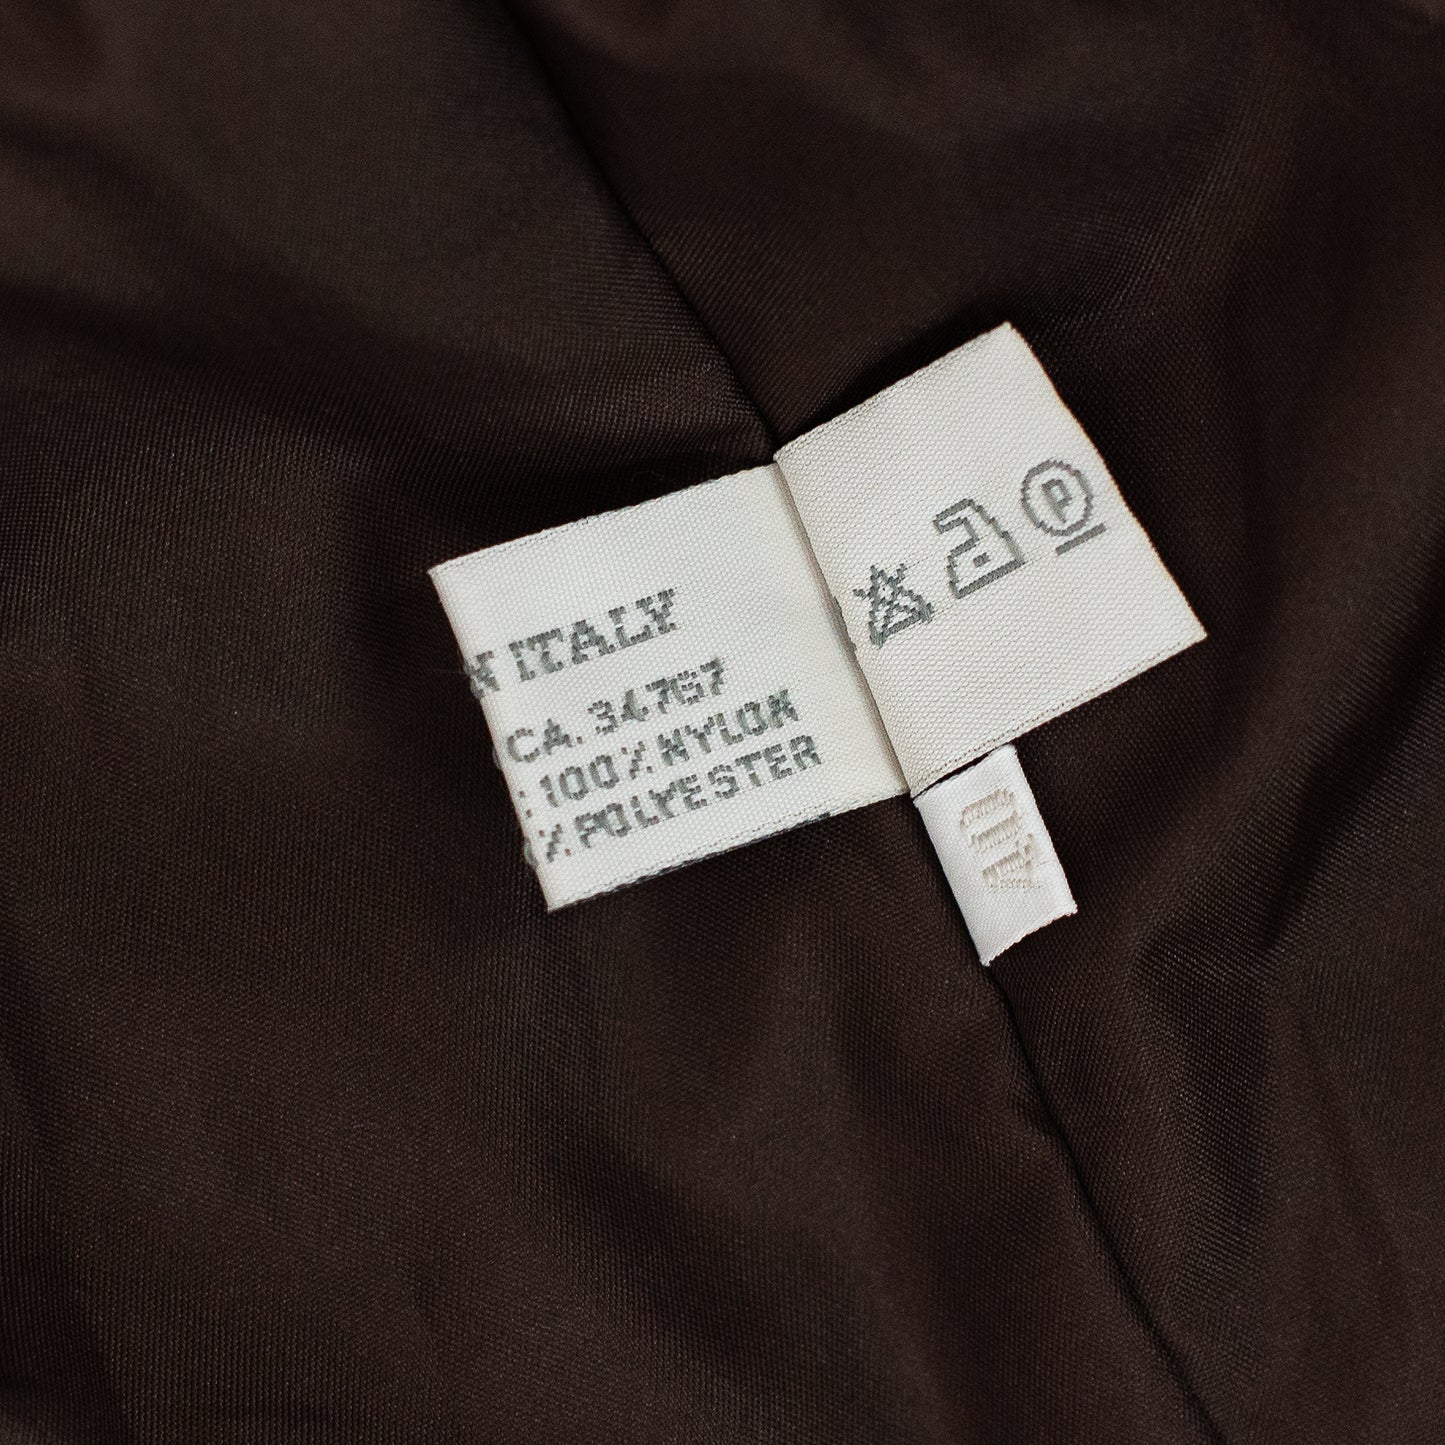 N ITALY
CA. 34767
: 100% NYLON
% POLYESTER
P